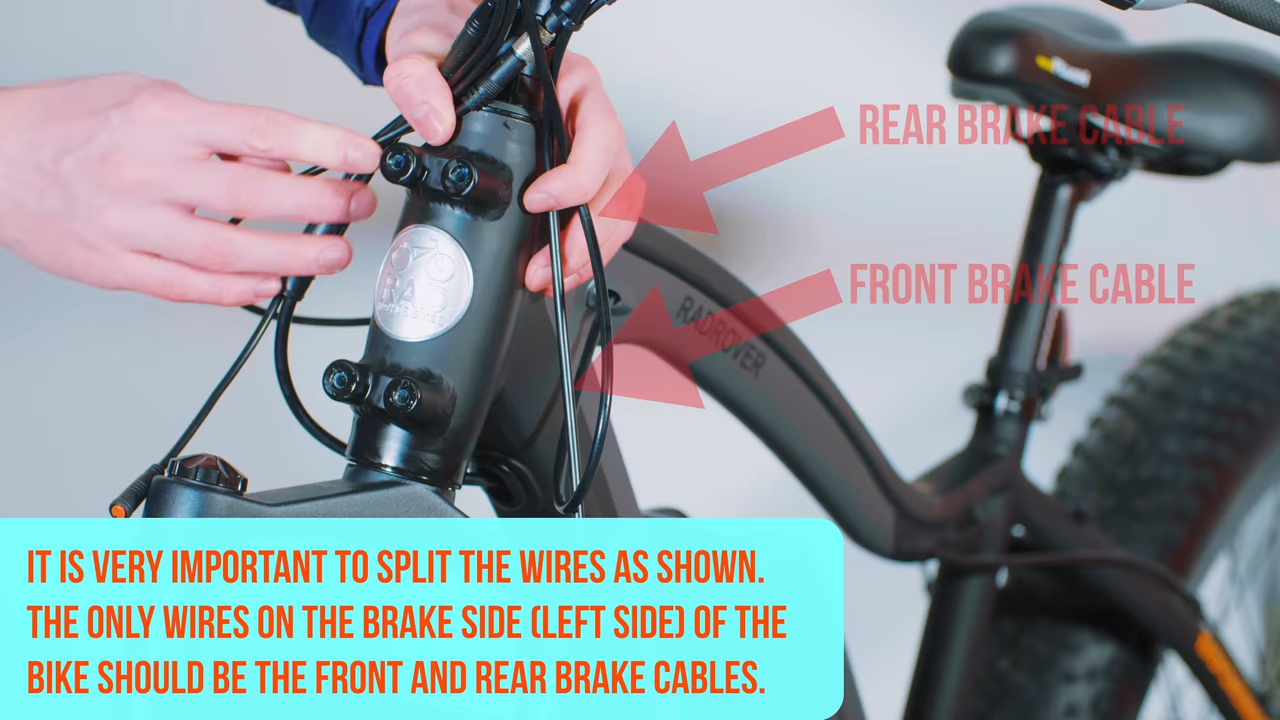 REAR BRAKE CABLE
FRONT BRAKE CABLE
RAD
RADROVER
IT IS VERY IMPORTANT TO SPLIT THE WIRES AS SHOWN.
THE ONLY WIRES ON THE BRAKE SIDE (LEFT SIDE) OF THE
BIKE SHOULD BE THE FRONT AND REAR BRAKE CABLES.